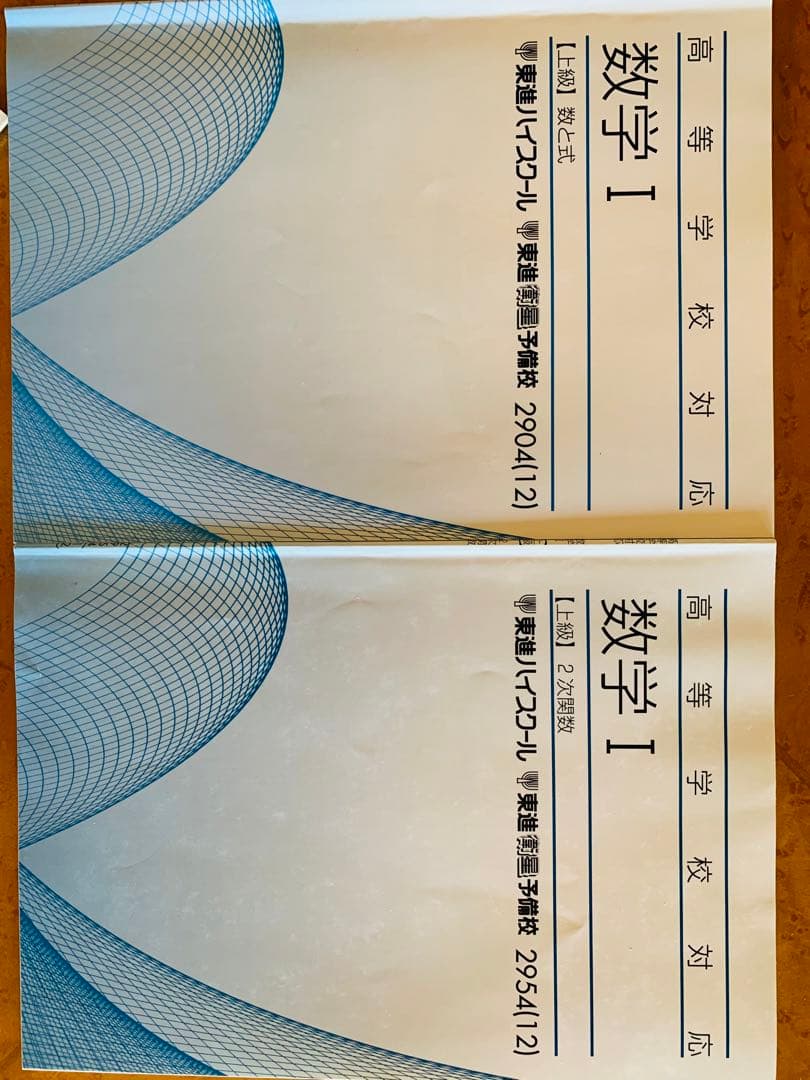 高等学校対応
数学Ⅰ
【上級】数と式
東進ハイスクール 東進衛星予備校 2904(12)
高等学校対応
数学Ⅰ
【上級】2次関数
東進ハイスクール 東進衛星予備校 2954(12)